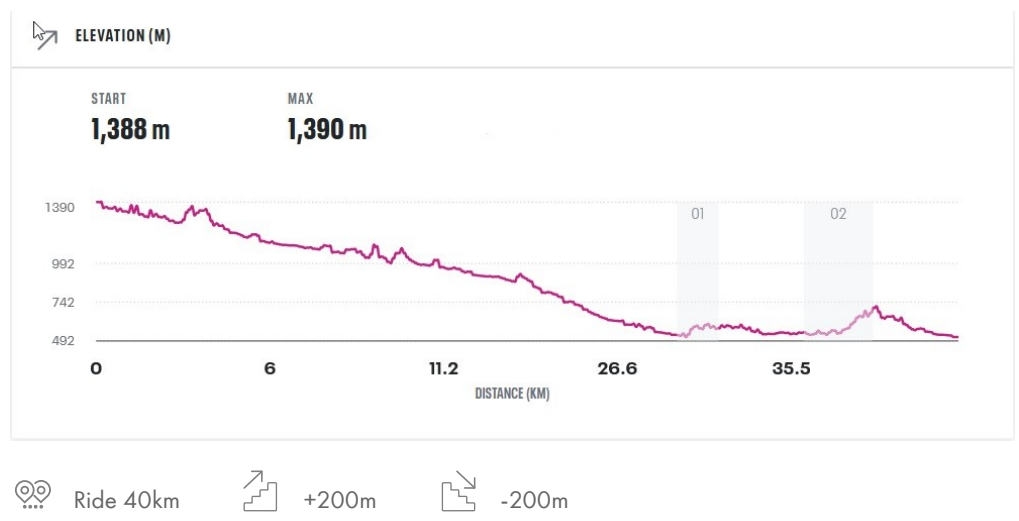 ELEVATION (M)
START MAX
1,388 m 1,390 m
1390
01 02
992
742
492
0 6 11.2 26.6 35.5
DISTANCE (KM)
Ride 40km +200m -200m